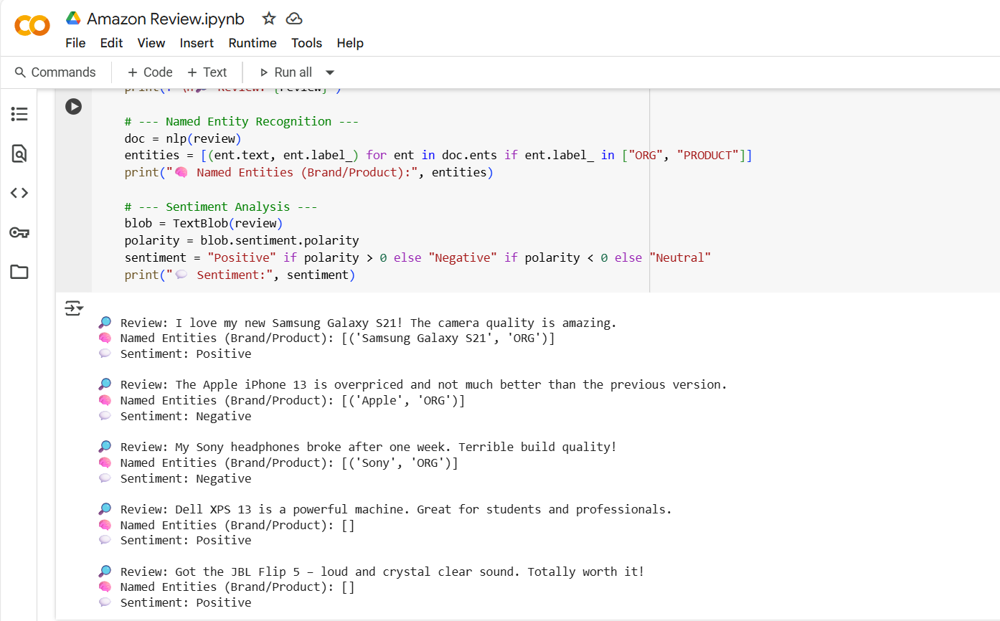 Amazon Review.ipynb
File Edit View Insert Runtime Tools Help
Commands + Code + Text Run all
print(f"\n🔎 Review: {review}")
# --- Named Entity Recognition ---
doc = nlp(review)
entities = [(ent.text, ent.label_) for ent in doc.ents if ent.label_ in ["ORG", "PRODUCT"]]
print("🧠 Named Entities (Brand/Product):", entities)
# --- Sentiment Analysis ---
blob = TextBlob(review)
polarity = blob.sentiment.polarity
sentiment = "Positive" if polarity > 0 else "Negative" if polarity < 0 else "Neutral"
print("💬 Sentiment:", sentiment)
🔎 Review: I love my new Samsung Galaxy S21! The camera quality is amazing.
🧠 Named Entities (Brand/Product): [('Samsung Galaxy S21', 'ORG')]
💬 Sentiment: Positive
🔎 Review: The Apple iPhone 13 is overpriced and not much better than the previous version.
🧠 Named Entities (Brand/Product): [('Apple', 'ORG')]
💬 Sentiment: Negative
🔎 Review: My Sony headphones broke after one week. Terrible build quality!
🧠 Named Entities (Brand/Product): [('Sony', 'ORG')]
💬 Sentiment: Negative
🔎 Review: Dell XPS 13 is a powerful machine. Great for students and professionals.
🧠 Named Entities (Brand/Product): []
💬 Sentiment: Positive
🔎 Review: Got the JBL Flip 5 – loud and crystal clear sound. Totally worth it!
🧠 Named Entities (Brand/Product): []
💬 Sentiment: Positive